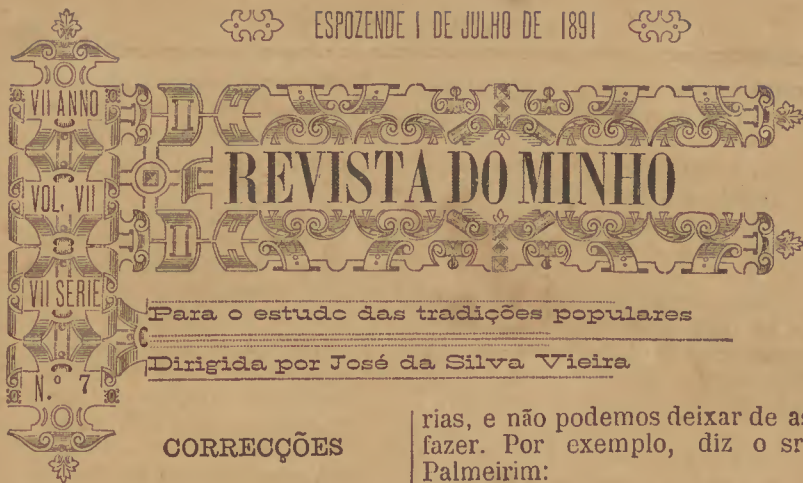 ESPOZENDE 1 DE JULHO DE 1891
VII ANNO
VOL. VII
VII SERIE
N.º 7
REVISTA DO MINHO
Para o estudo das tradições populares
Dirigida por José da Silva Vieira
CORRECÇÕES
rias, e não podemos deixar de as
fazer. Por exemplo, diz o sr.
Palmeirim: